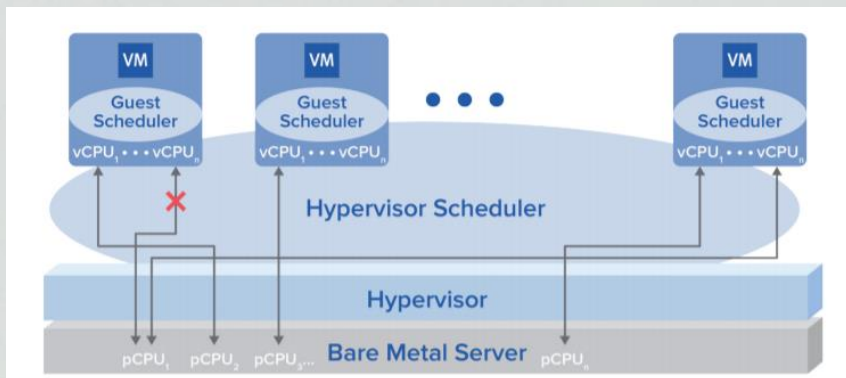 VM
Guest
Scheduler
vCPU₁ • • • vCPUₙ
VM
Guest
Scheduler
vCPU₁ • • • vCPUₙ
VM
Guest
Scheduler
vCPU₁ • • • vCPUₙ
Hypervisor Scheduler
Hypervisor
pCPU₁ pCPU₂ pCPU₃... Bare Metal Server pCPUₙ